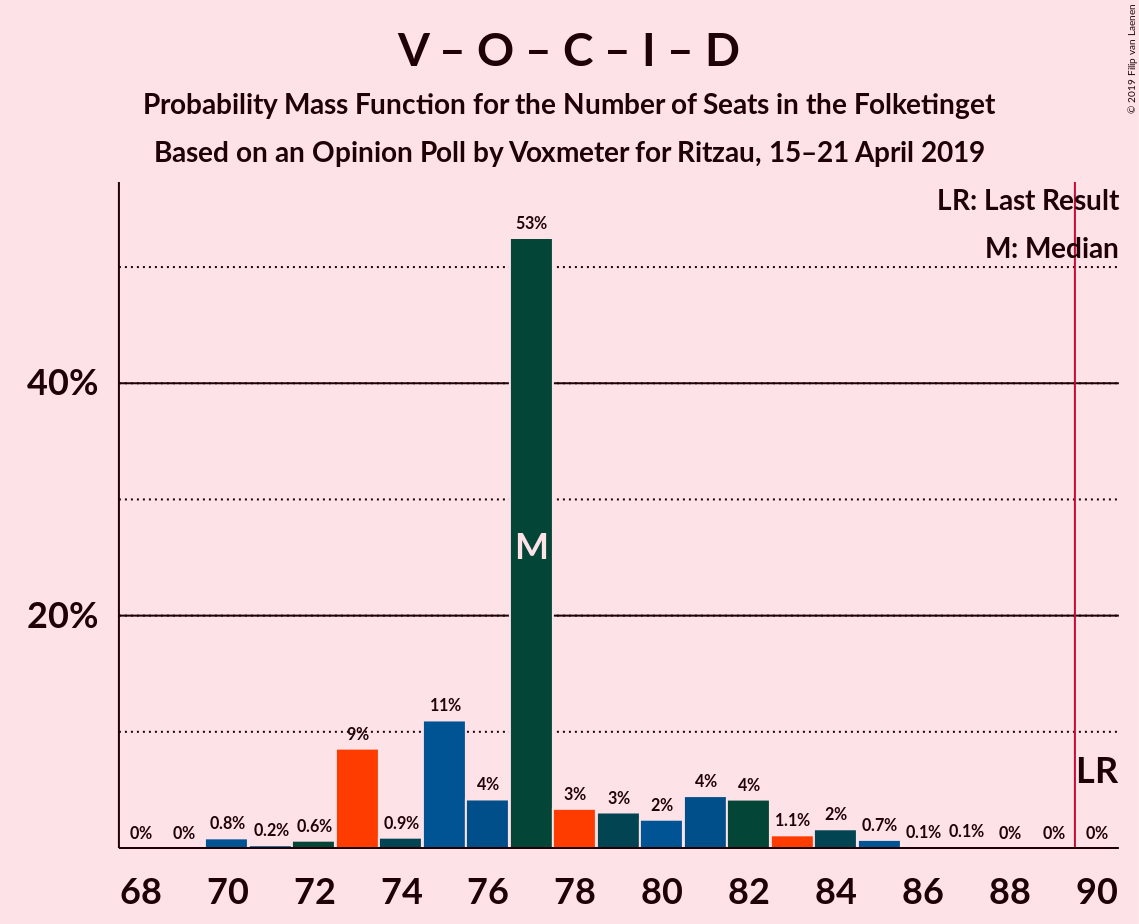 V – O – C – I – D
Probability Mass Function for the Number of Seats in the Folketinget
Based on an Opinion Poll by Voxmeter for Ritzau, 15–21 April 2019
© 2019 Filip van Laenen
LR: Last Result
M: Median
40%
20%
0%
0%
0.8%
0.2%
0.6%
9%
0.9%
11%
4%
53%
3%
3%
2%
4%
4%
1.1%
2%
0.7%
0.1%
0.1%
0%
0%
0%
M
LR
68 70 72 74 76 78 80 82 84 86 88 90